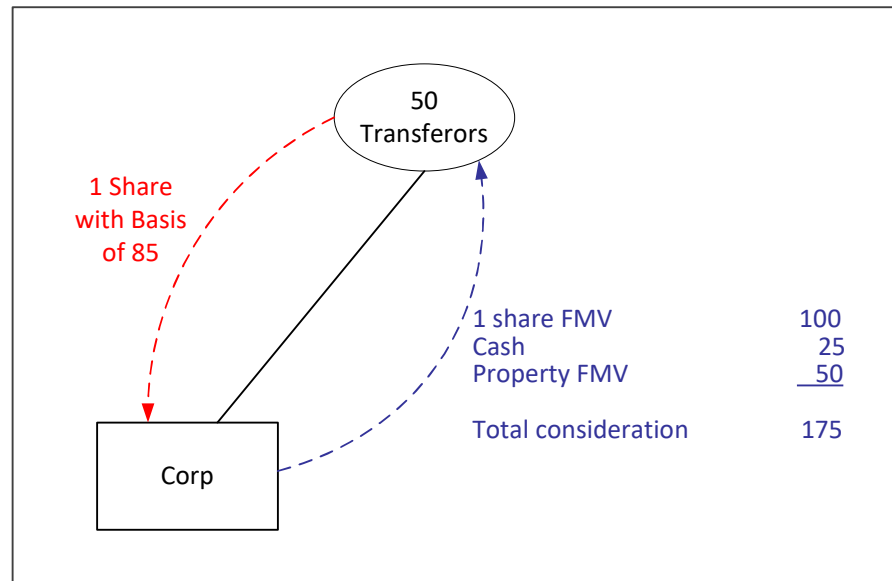 50
Transferors
1 Share
with Basis
of 85
1 share FMV 100
Cash 25
Property FMV 50
Total consideration 175
Corp